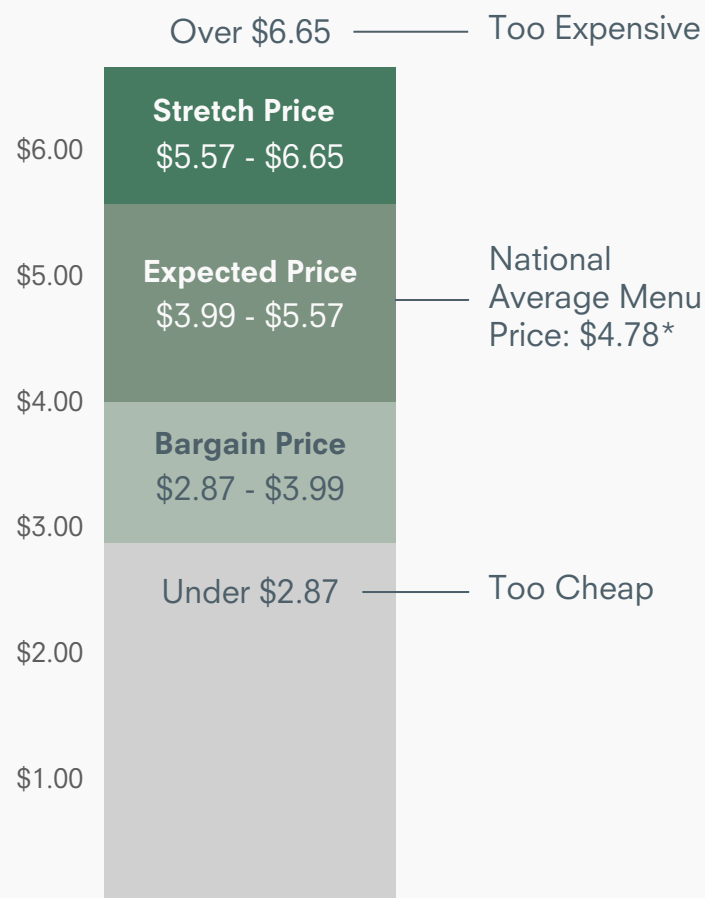 Over $6.65
Too Expensive
Stretch Price
$5.57 - $6.65
$6.00
Expected Price
$3.99 - $5.57
$5.00
National
Average Menu
Price: $4.78*
$4.00
Bargain Price
$2.87 - $3.99
$3.00
Under $2.87
Too Cheap
$2.00
$1.00